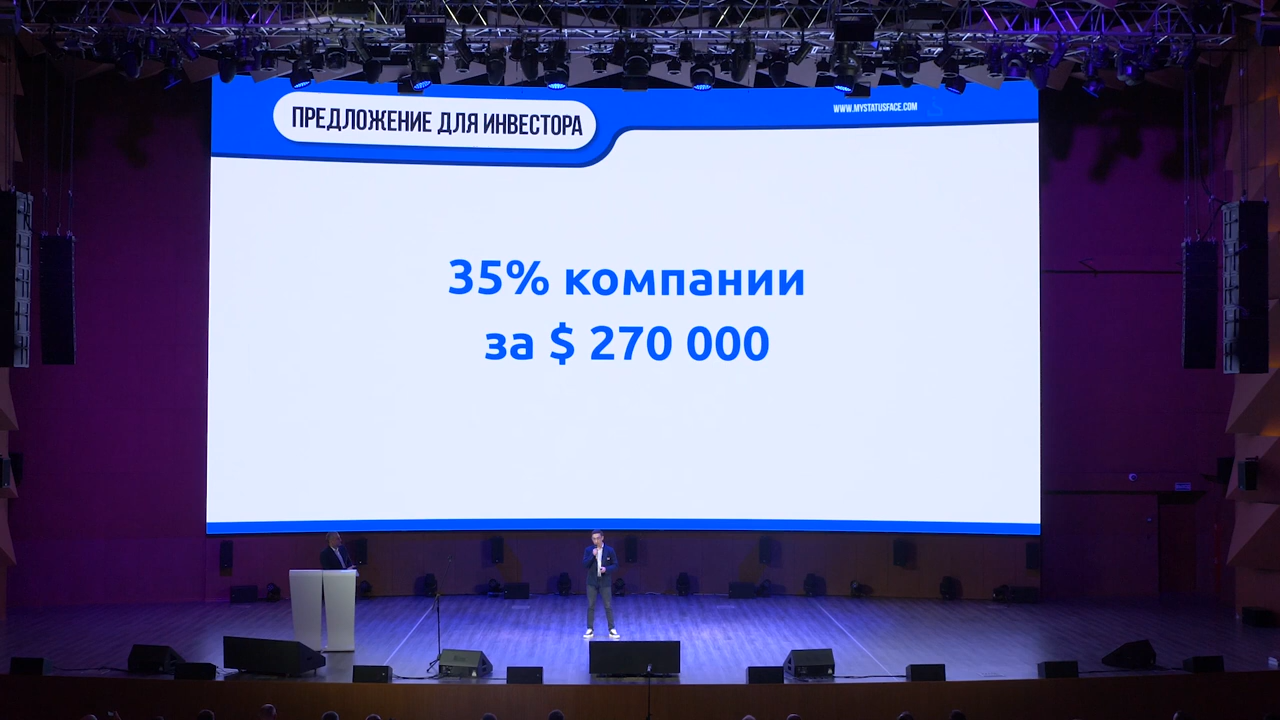 ПРЕДЛОЖЕНИЕ ДЛЯ ИНВЕСТОРА
WWW.MYSTATUSFACE.COM
35% компании
за $ 270 000